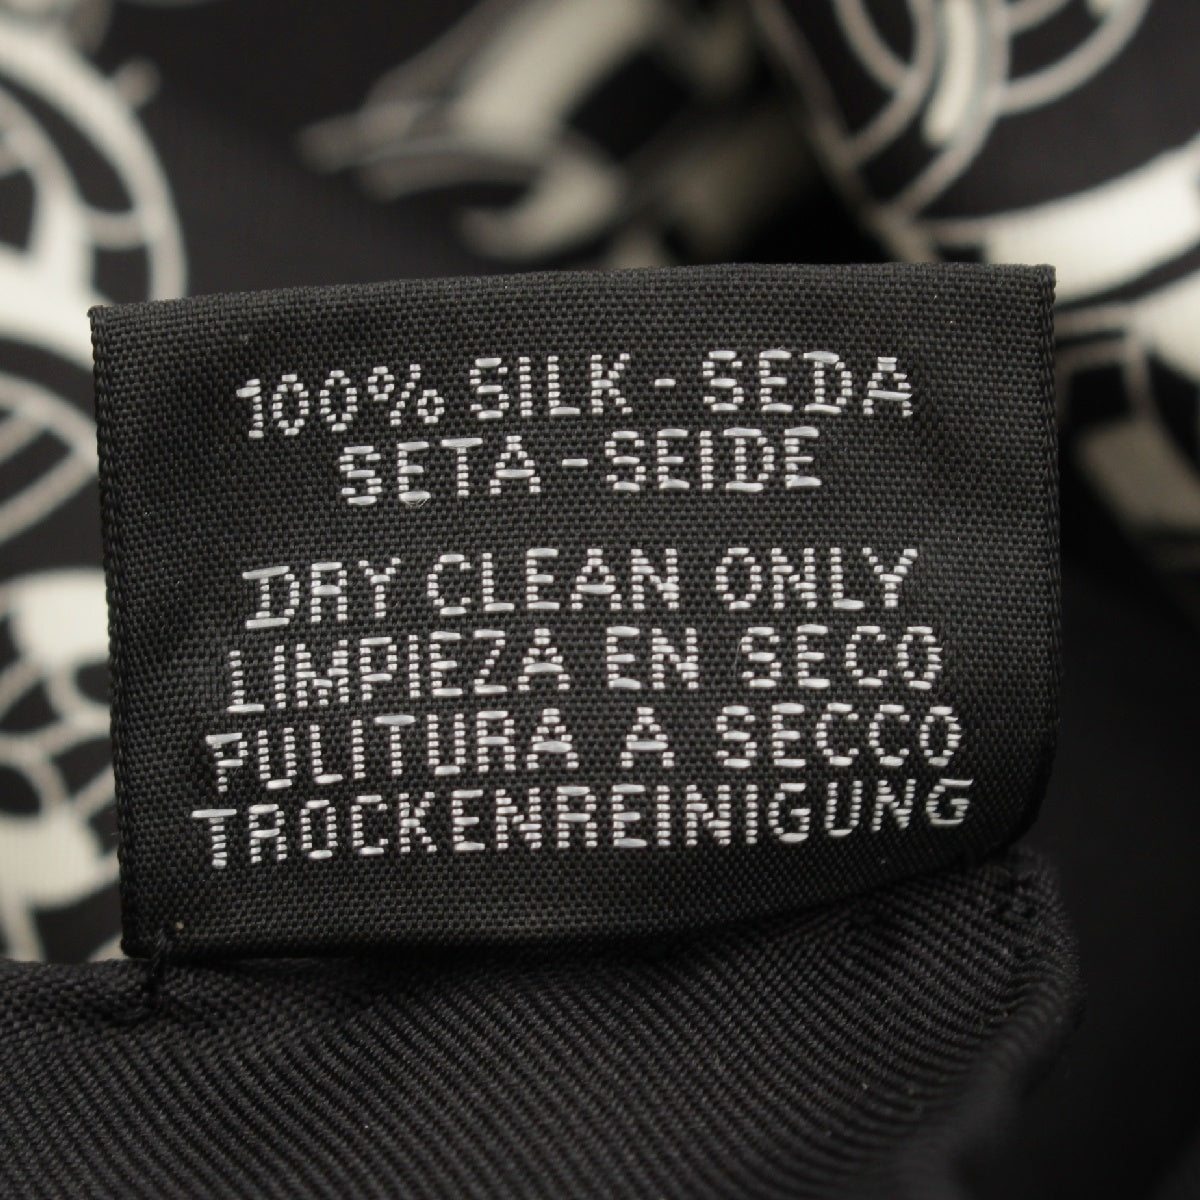 100% SILK - SEDA
SETA - SEIDE
DRY CLEAN ONLY
LIMPIEZA EN SECO
PULITURA A SECCO
TROCKENREINIGUNG